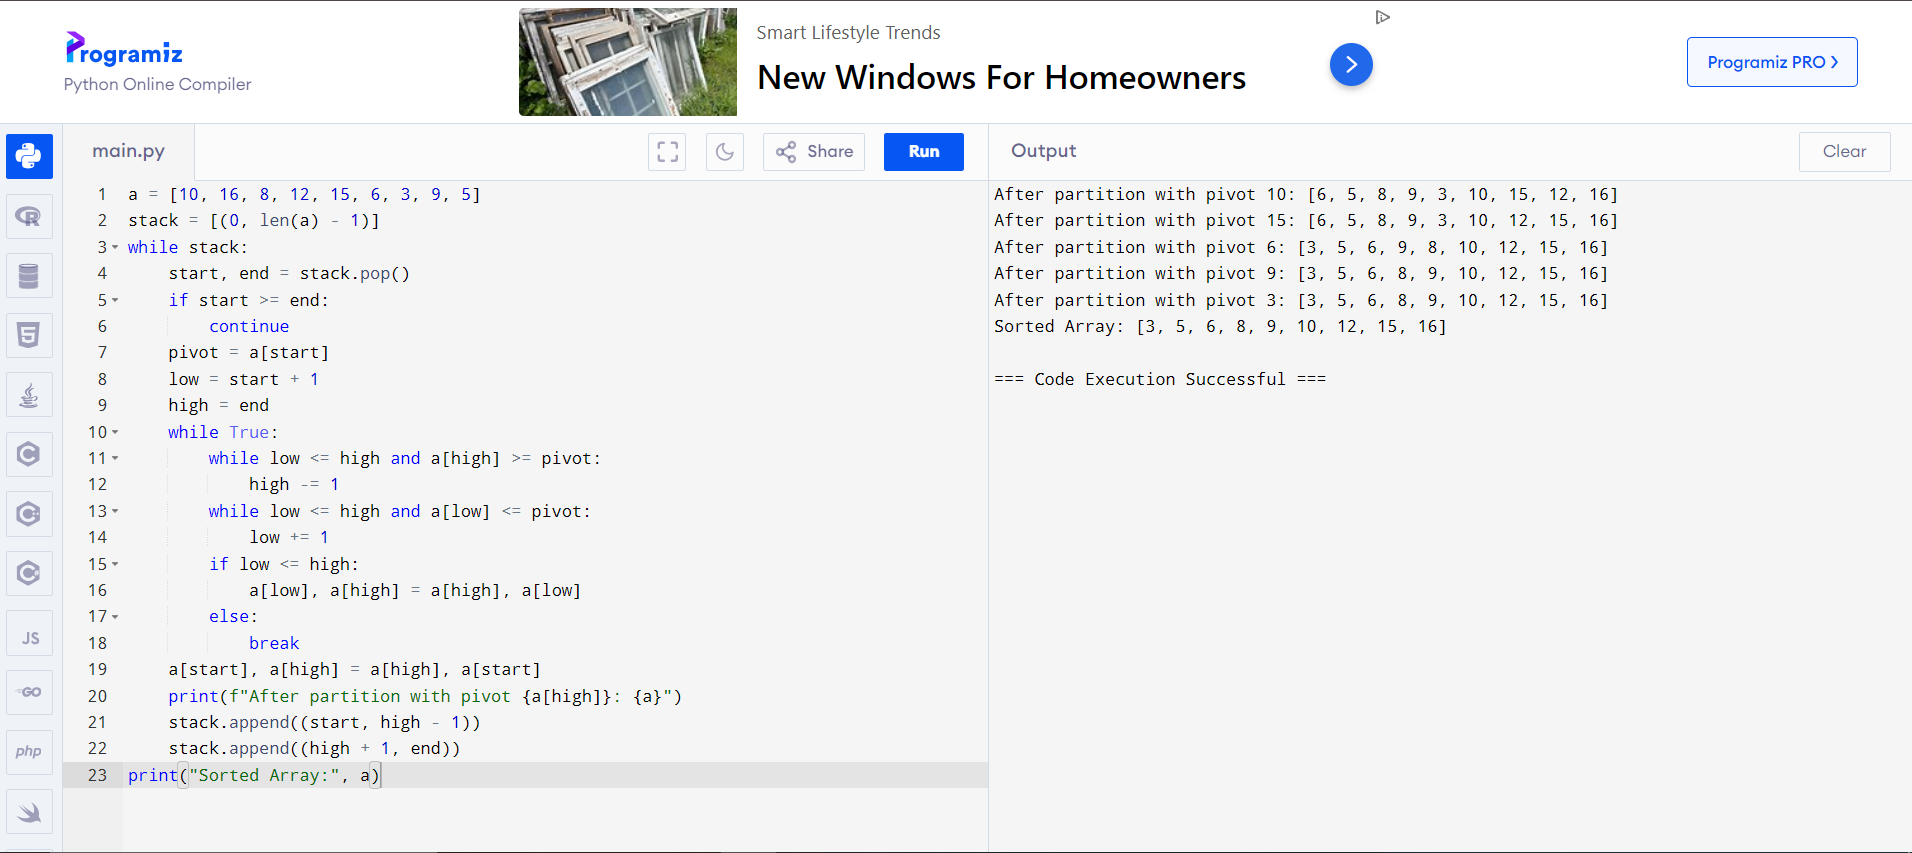 Programiz
Python Online Compiler
Smart Lifestyle Trends
New Windows For Homeowners
Programiz PRO >
main.py
Share
Run
Output
Clear
1 a = [10, 16, 8, 12, 15, 6, 3, 9, 5]
2 stack = [(0, len(a) - 1)]
3 while stack:
4     start, end = stack.pop()
5     if start >= end:
6         continue
7     pivot = a[start]
8     low = start + 1
9     high = end
10     while True:
11         while low <= high and a[high] >= pivot:
12             high -= 1
13         while low <= high and a[low] <= pivot:
14             low += 1
15         if low <= high:
16             a[low], a[high] = a[high], a[low]
17         else:
18             break
19     a[start], a[high] = a[high], a[start]
20     print(f"After partition with pivot {a[high]}: {a}")
21     stack.append((start, high - 1))
22     stack.append((high + 1, end))
23 print("Sorted Array:", a)
After partition with pivot 10: [6, 5, 8, 9, 3, 10, 15, 12, 16]
After partition with pivot 15: [6, 5, 8, 9, 3, 10, 12, 15, 16]
After partition with pivot 6: [3, 5, 6, 9, 8, 10, 12, 15, 16]
After partition with pivot 9: [3, 5, 6, 8, 9, 10, 12, 15, 16]
After partition with pivot 3: [3, 5, 6, 8, 9, 10, 12, 15, 16]
Sorted Array: [3, 5, 6, 8, 9, 10, 12, 15, 16]
=== Code Execution Successful ===
R
5
C
C
C
JS
GO
php